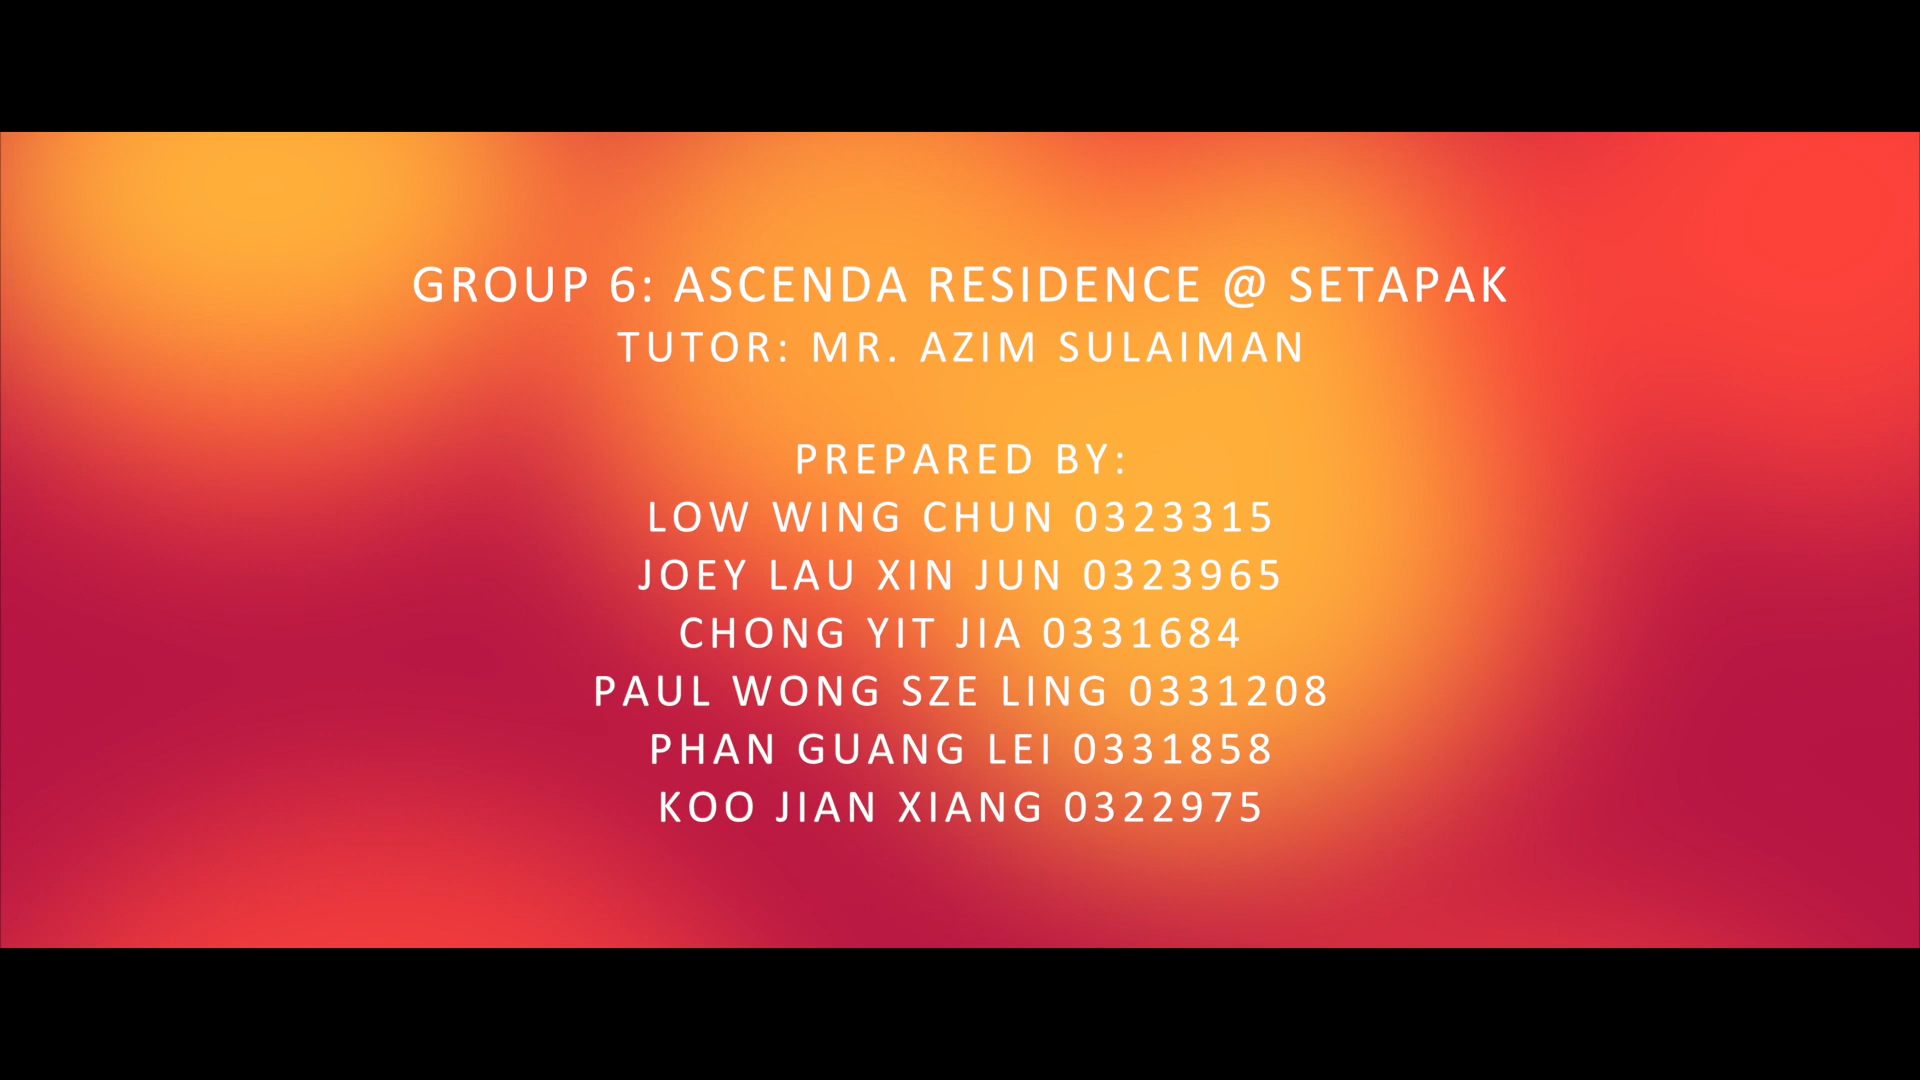 GROUP 6: ASCENDA RESIDENCE @ SETAPAK
TUTOR: MR. AZIM SULAIMAN
PREPARED BY:
LOW WING CHUN 0323315
JOEY LAU XIN JUN 0323965
CHONG YIT JIA 0331684
PAUL WONG SZE LING 0331208
PHAN GUANG LEI 0331858
KOO JIAN XIANG 0322975